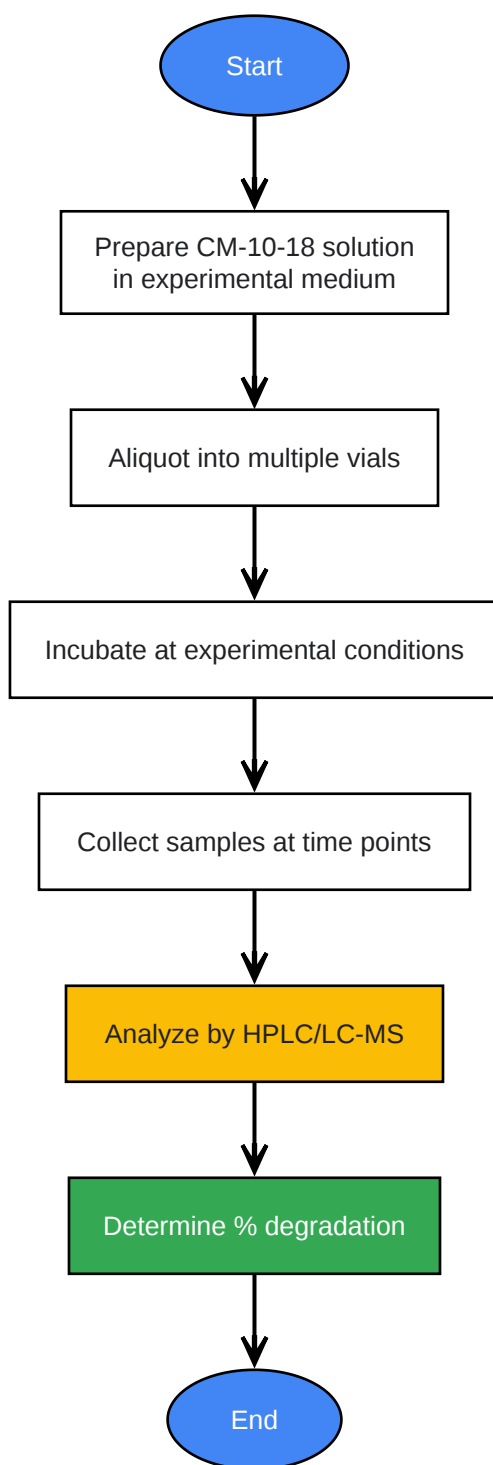 Start
Prepare CM-10-18 solution
in experimental medium
Aliquot into multiple vials
Incubate at experimental conditions
Collect samples at time points
Analyze by HPLC/LC-MS
Determine % degradation
End